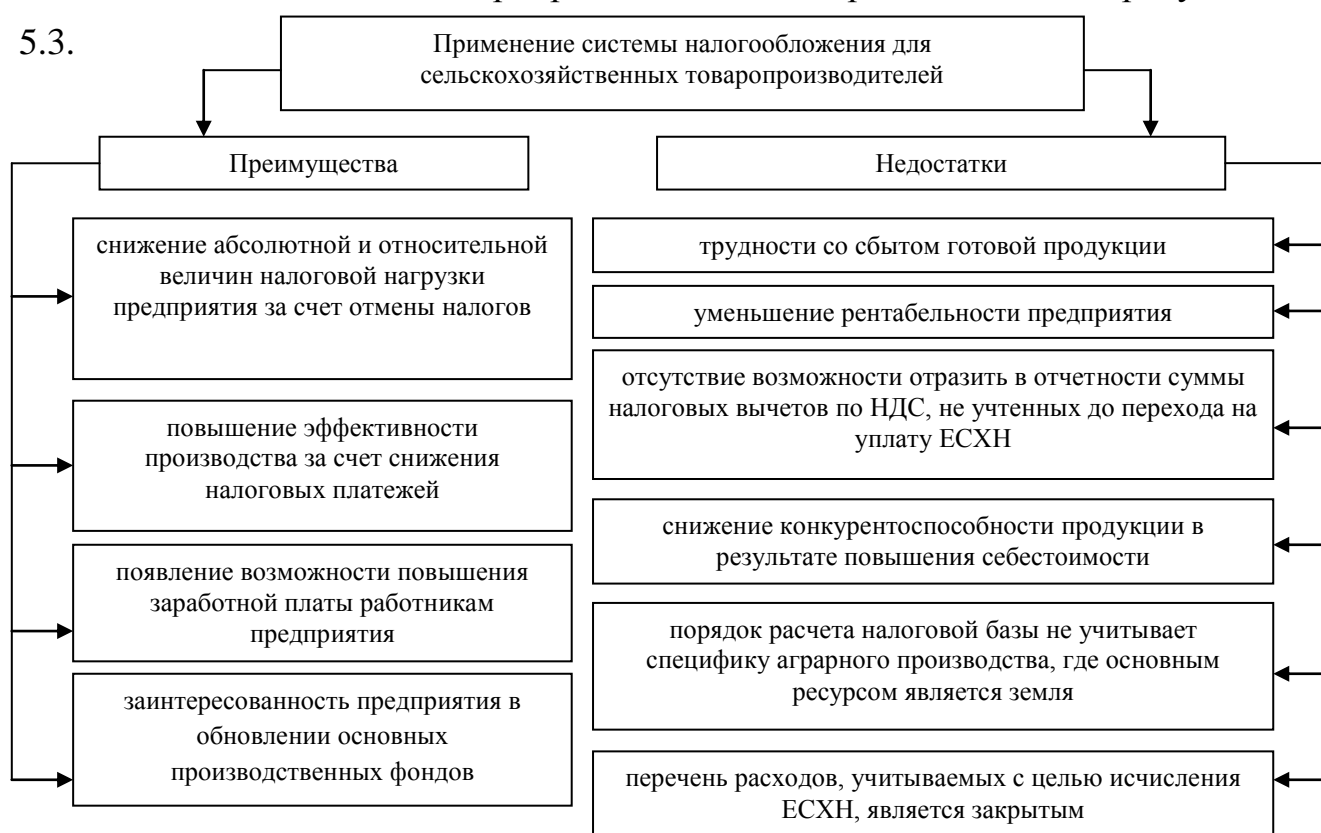 5.3.
Применение системы налогообложения для
сельскохозяйственных товаропроизводителей
Преимущества
Недостатки
снижение абсолютной и относительной
величин налоговой нагрузки
предприятия за счет отмены налогов
повышение эффективности
производства за счет снижения
налоговых платежей
появление возможности повышения
заработной платы работникам
предприятия
заинтересованность предприятия в
обновлении основных
производственных фондов
трудности со сбытом готовой продукции
уменьшение рентабельности предприятия
отсутствие возможности отразить в отчетности суммы
налоговых вычетов по НДС, не учтенных до перехода на
уплату ЕСХН
снижение конкурентоспособности продукции в
результате повышения себестоимости
порядок расчета налоговой базы не учитывает
специфику аграрного производства, где основным
ресурсом является земля
перечень расходов, учитываемых с целью исчисления
ЕСХН, является закрытым